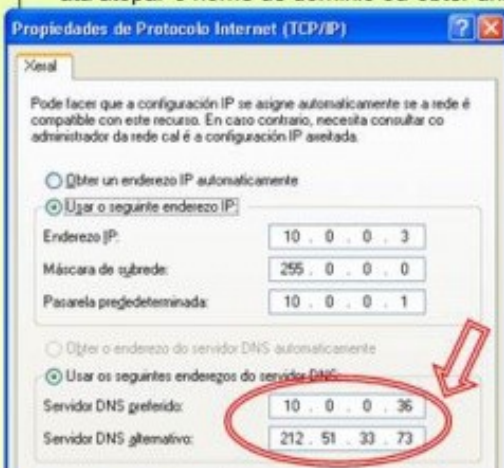 Propiedades de Protocolo Internet (TCP/IP)
Xeral
Pode facer que a configuración IP se asigne automaticamente se a rede é
compatible con este recurso. En caso contrario, necesita consultar co
administrador da rede cal é a configuración IP axeitada.
Obter un enderezo IP automaticamente
Usar o seguinte enderezo IP:
Enderezo IP: 10 . 0 . 0 . 3
Máscara de subrede: 255 . 0 . 0 . 0
Pasarela predeterminada: 10 . 0 . 0 . 1
Obter o enderezo do servidor DNS automaticamente
Usar os seguintes enderezos do servidor DNS:
Servidor DNS preferido: 10 . 0 . 0 . 36
Servidor DNS alternativo: 212 . 51 . 33 . 73